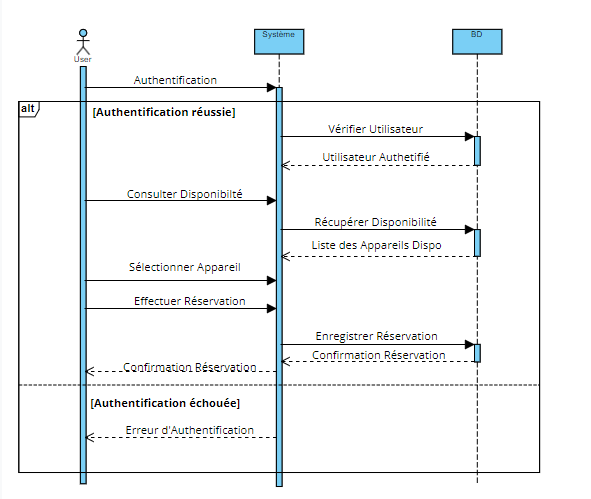 Système
BD
User
Authentification
alt
[Authentification réussie]
Vérifier Utilisateur
Utilisateur Authetifié
Consulter Disponibilté
Récupérer Disponibilité
Liste des Appareils Dispo
Sélectionner Appareil
Effectuer Réservation
Enregistrer Réservation
Confirmation Réservation
Confirmation Réservation
[Authentification échouée]
Erreur d'Authentification